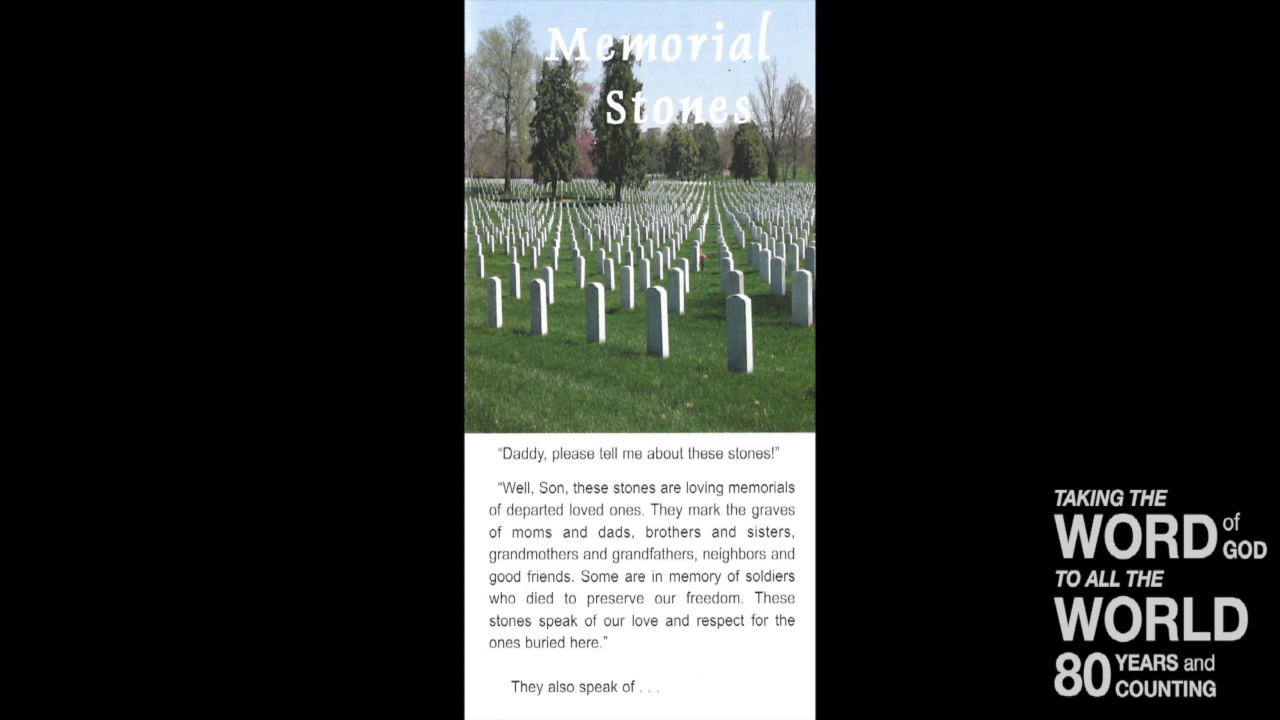 Memorial
Stones
“Daddy, please tell me about these stones!”
“Well, Son, these stones are loving memorials
of departed loved ones. They mark the graves
of moms and dads, brothers and sisters,
grandmothers and grandfathers, neighbors and
good friends. Some are in memory of soldiers
who died to preserve our freedom. These
stones speak of our love and respect for the
ones buried here.”
They also speak of . . .
TAKING THE
WORD of GOD
TO ALL THE
WORLD
80 YEARS and
COUNTING